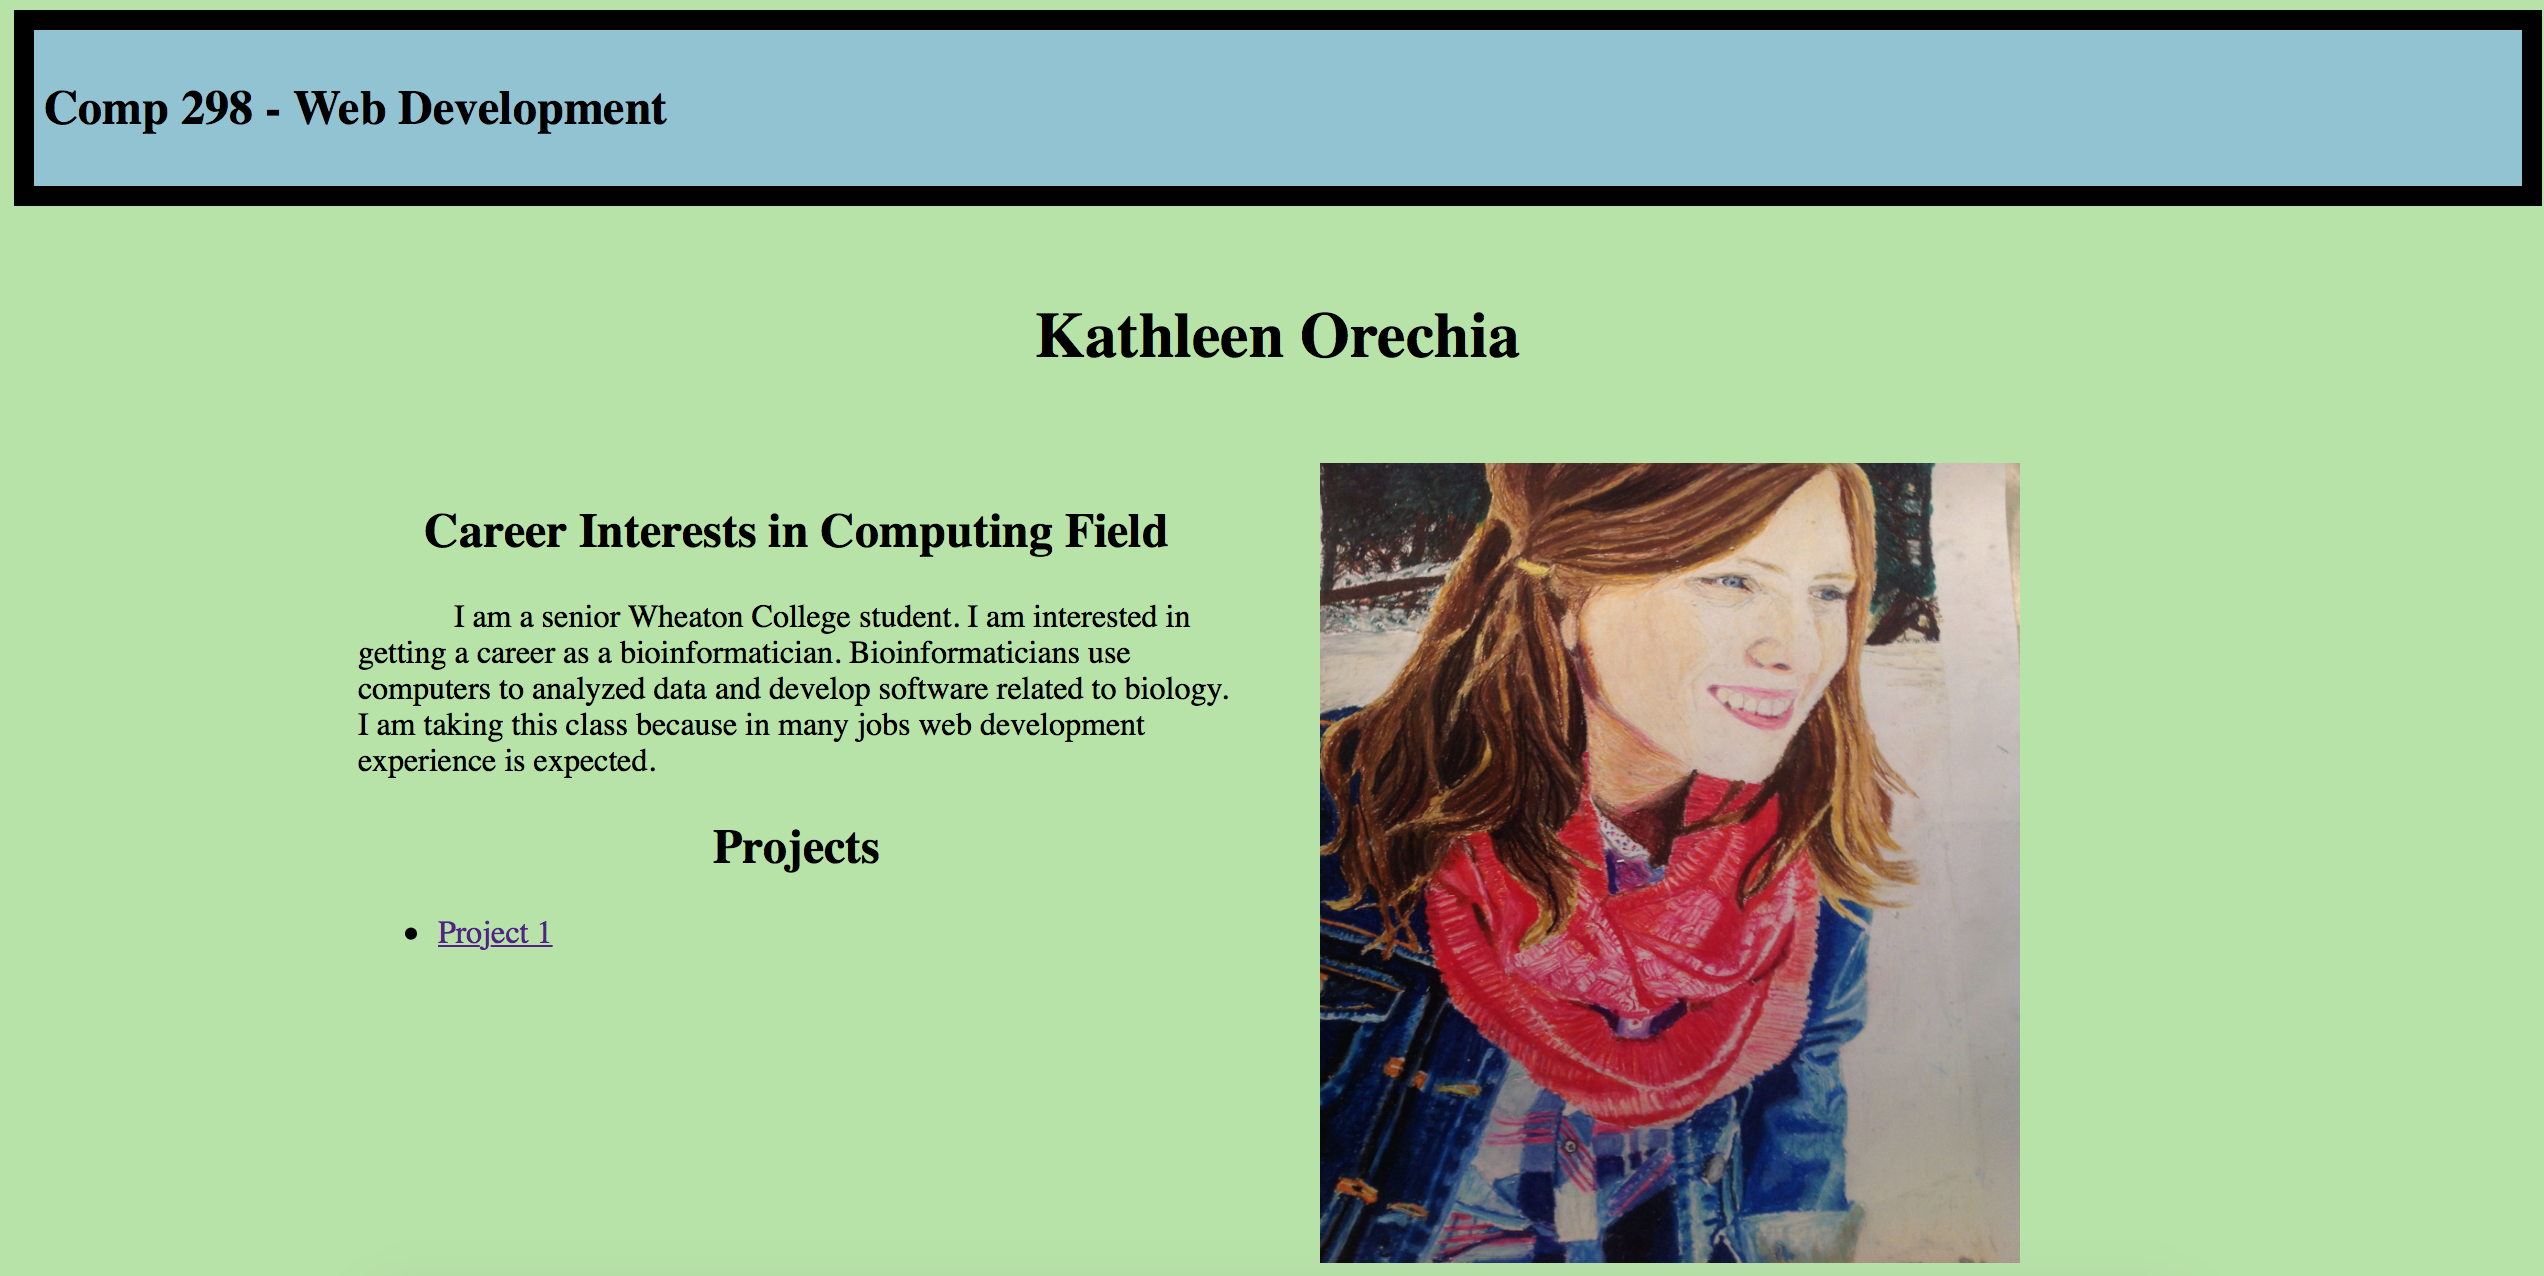 Comp 298 - Web Development
Kathleen Orechia
Career Interests in Computing Field
I am a senior Wheaton College student. I am interested in
getting a career as a bioinformatician. Bioinformaticians use
computers to analyzed data and develop software related to biology.
I am taking this class because in many jobs web development
experience is expected.
Projects
• Project 1